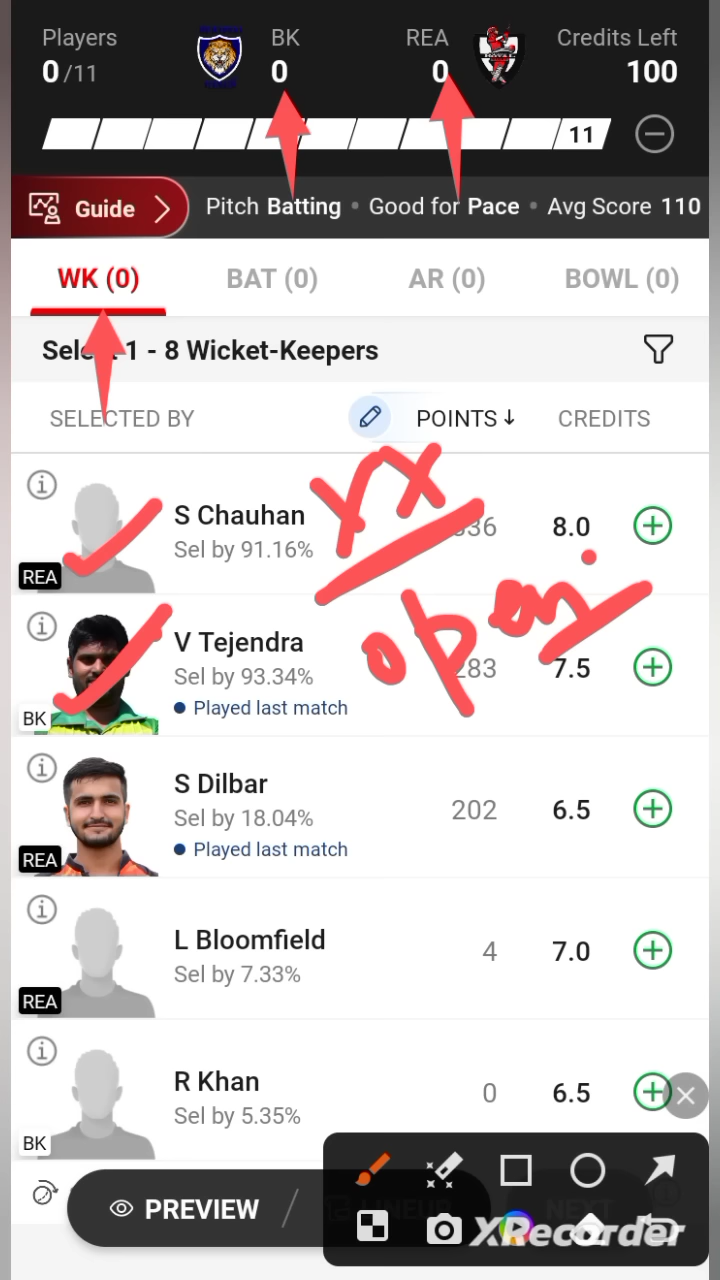 Players BK REA Credits Left
0/11 0 0 100
11
Guide Pitch Batting • Good for Pace • Avg Score 110
WK (0) BAT (0) AR (0) BOWL (0)
Select 1 - 8 Wicket-Keepers
SELECTED BY POINTS↓ CREDITS
S Chauhan 336 8.0
Sel by 91.16%
REA
V Tejendra
Sel by 93.34% 283 7.5
Played last match
BK
S Dilbar
Sel by 18.04% 202 6.5
Played last match
REA
L Bloomfield 4 7.0
Sel by 7.33%
REA
R Khan 0 6.5
Sel by 5.35%
BK
PREVIEW / LINEUP NEXT
XRecorder